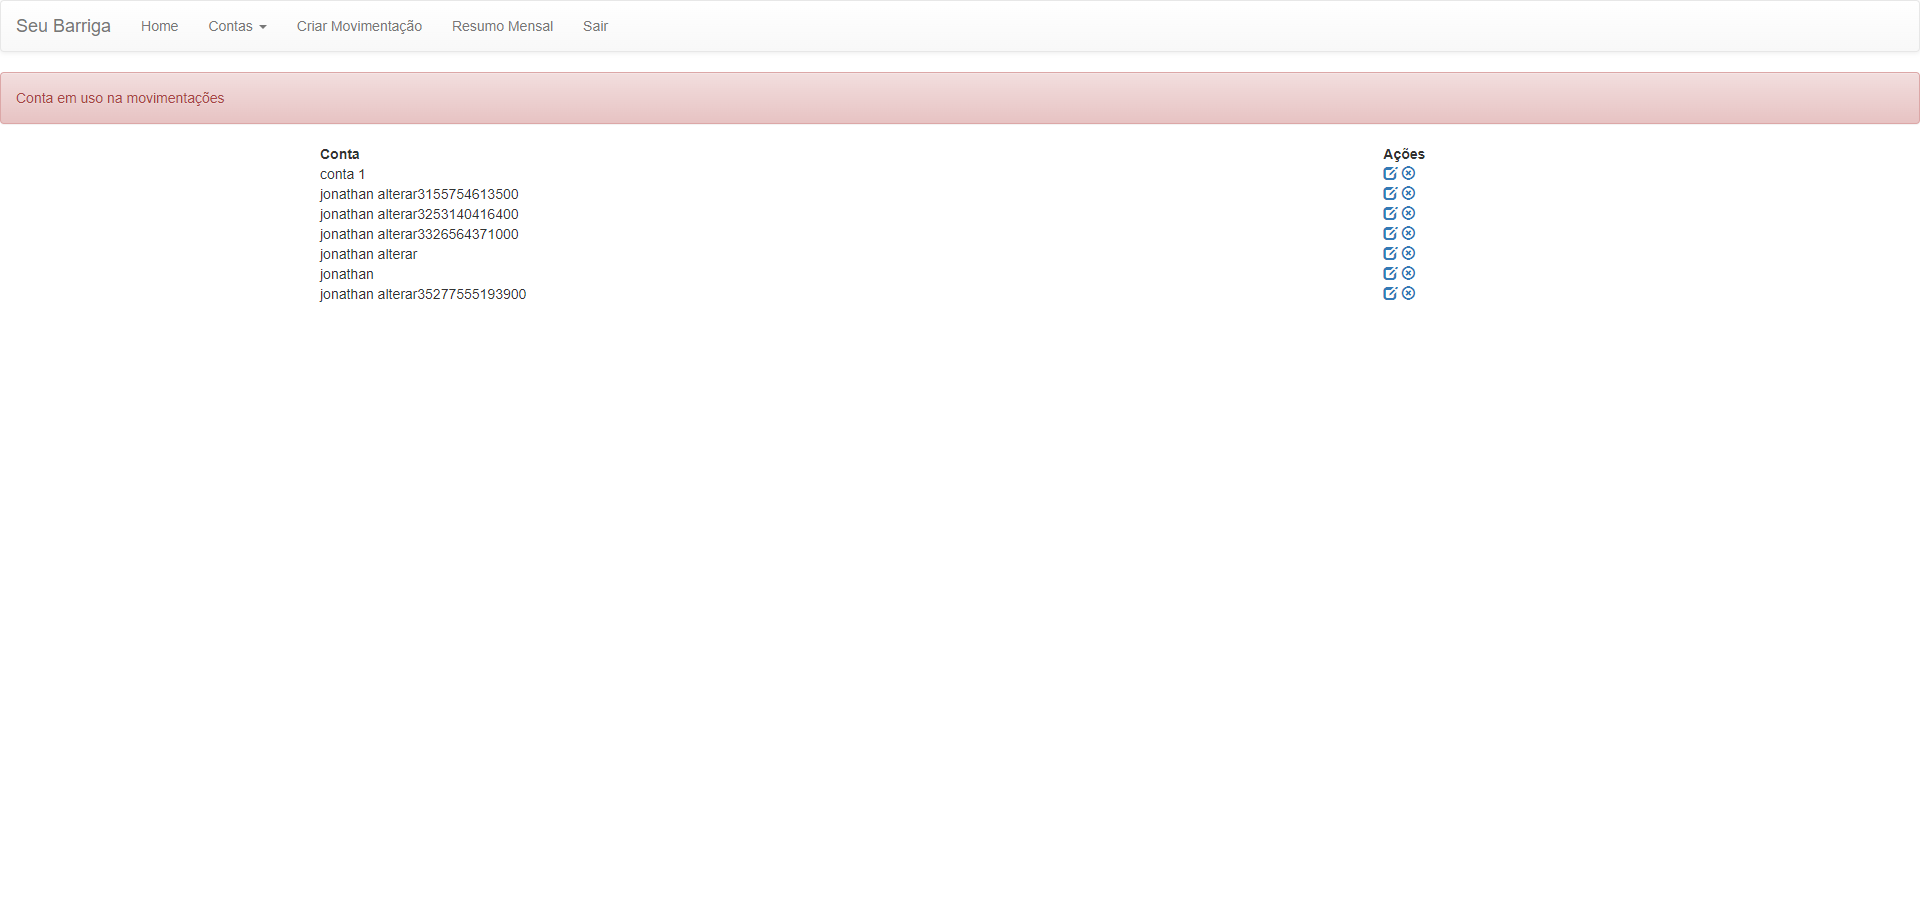 Seu Barriga Home Contas Criar Movimentação Resumo Mensal Sair
Conta em uso na movimentações
Conta Ações
conta 1
jonathan alterar3155754613500
jonathan alterar3253140416400
jonathan alterar3326564371000
jonathan alterar
jonathan
jonathan alterar35277555193900